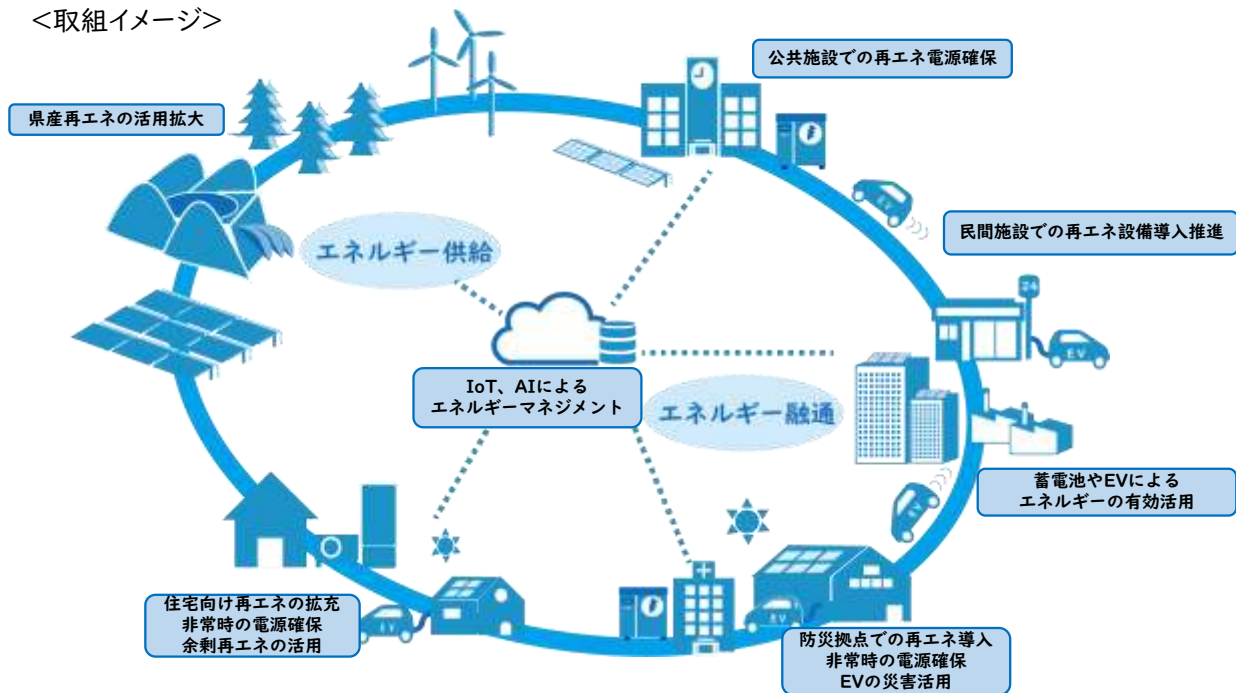 <取組イメージ>
公共施設での再エネ電源確保
県産再エネの活用拡大
EV
民間施設での再エネ設備導入推進
エネルギー供給
24
EV
IoT、AIによる
エネルギーマネジメント
エネルギー融通
蓄電池やEVによる
エネルギーの有効活用
EV
住宅向け再エネの拡充
非常時の電源確保
余剰再エネの活用
EV
EV
防災拠点での再エネ導入
非常時の電源確保
EVの災害活用